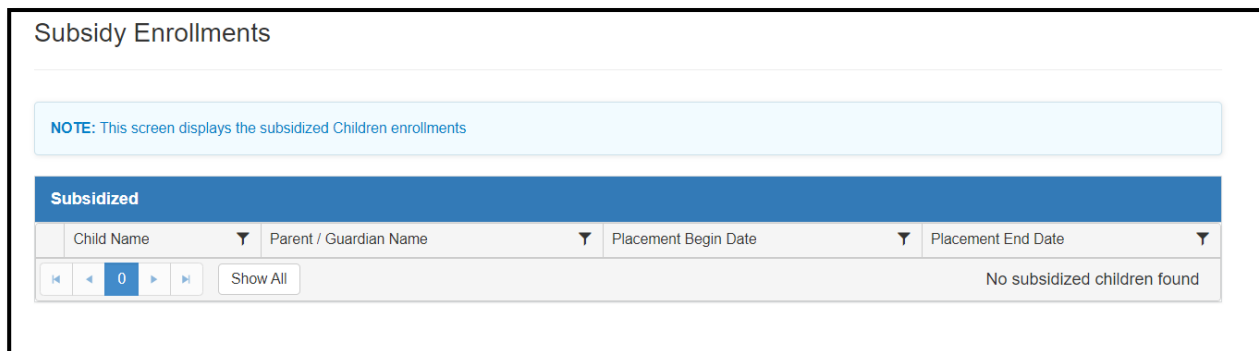 Subsidy Enrollments
NOTE: This screen displays the subsidized Children enrollments
Subsidized
Child Name Parent / Guardian Name Placement Begin Date Placement End Date
0 Show All No subsidized children found